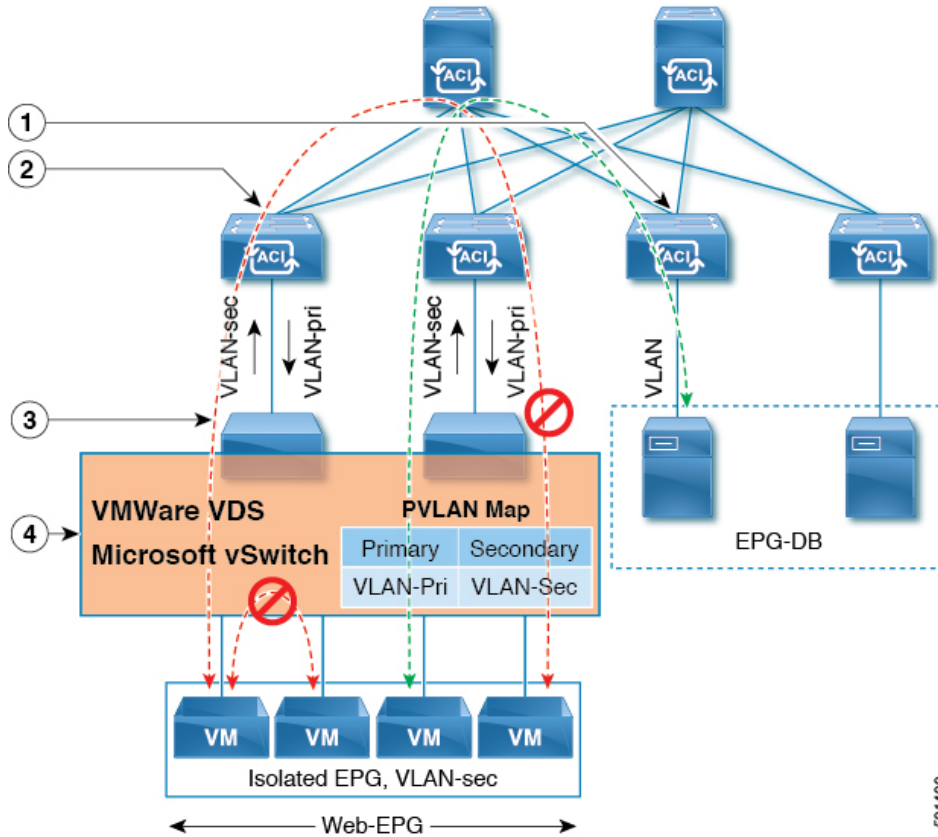 ACI
ACI
1
2
ACI
ACI
ACI
ACI
VLAN-sec
VLAN-pri
VLAN-sec
VLAN-pri
VLAN
3
4
VMWare VDS
Microsoft vSwitch
PVLAN Map
Primary Secondary
VLAN-Pri VLAN-Sec
EPG-DB
VM
VM
VM
VM
Isolated EPG, VLAN-sec
Web-EPG